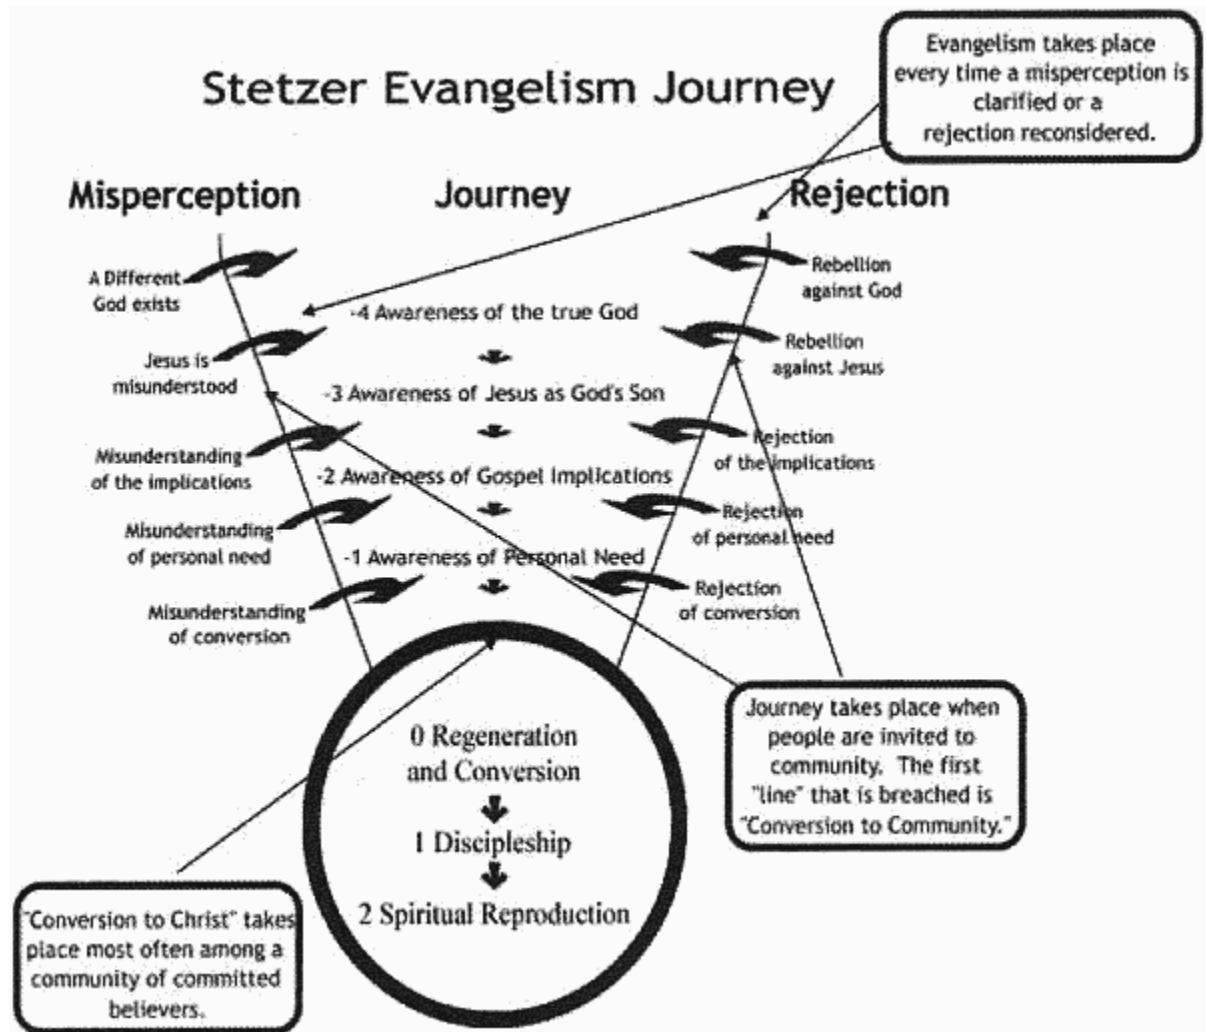 Stetzer Evangelism Journey
Evangelism takes place
every time a misperception is
clarified or a
rejection reconsidered.
Misperception
Journey
Rejection
A Different
God exists
Rebellion
against God
-4 Awareness of the true God
Jesus is
misunderstood
Rebellion
against Jesus
-3 Awareness of Jesus as God's Son
Misunderstanding
of the implications
Rejection
of the implications
-2 Awareness of Gospel Implications
Misunderstanding
of personal need
Rejection
of personal need
-1 Awareness of Personal Need
Misunderstanding
of conversion
Rejection
of conversion
0 Regeneration
and Conversion
1 Discipleship
2 Spiritual Reproduction
Journey takes place when
people are invited to
community. The first
"line" that is breached is
"Conversion to Community."
"Conversion to Christ" takes
place most often among a
community of committed
believers.